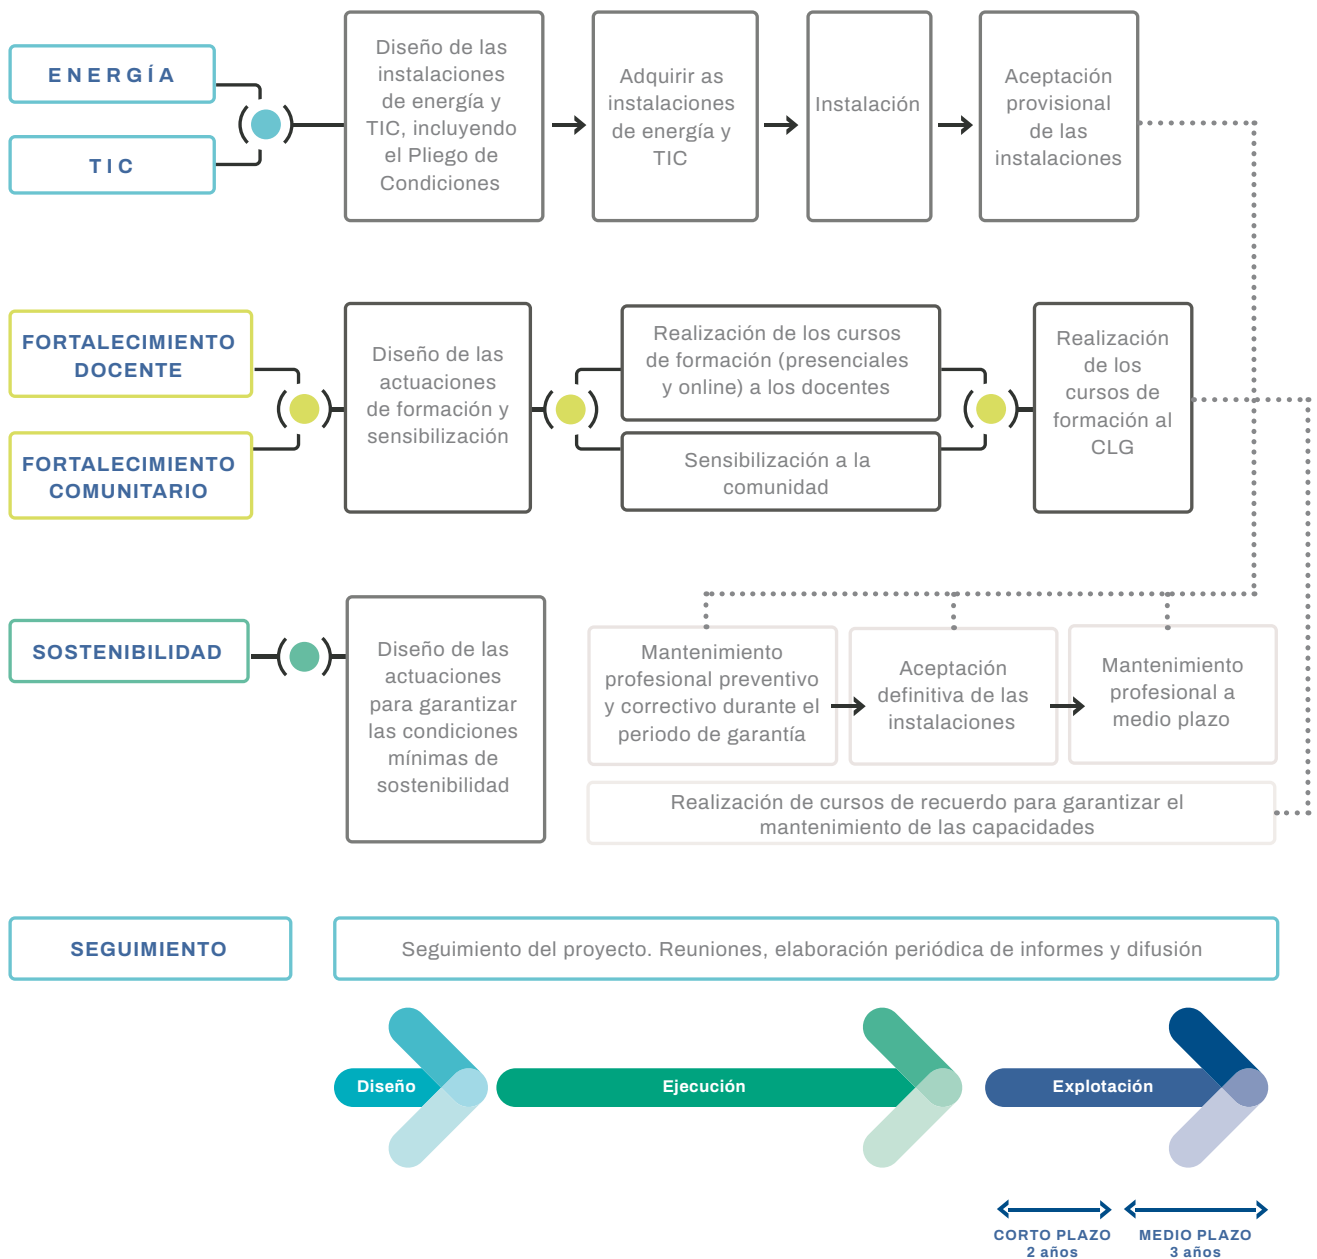 ENERGÍA
TIC
Diseño de las
instalaciones
de energía y
TIC, incluyendo
el Pliego de
Condiciones
Adquirir as
instalaciones
de energía y
TIC
Instalación
Aceptación
provisional
de las
instalaciones
FORTALECIMIENTO
DOCENTE
FORTALECIMIENTO
COMUNITARIO
Diseño de las
actuaciones
de formación y
sensibilización
Realización de los cursos
de formación (presenciales
y online) a los docentes
Sensibilización a la
comunidad
Realización
de los
cursos de
formación al
CLG
SOSTENIBILIDAD
Diseño de las
actuaciones
para garantizar
las condiciones
mínimas de
sostenibilidad
Mantenimiento
profesional preventivo
y correctivo durante el
periodo de garantía
Aceptación
definitiva de las
instalaciones
Mantenimiento
profesional a
medio plazo
Realización de cursos de recuerdo para garantizar el
mantenimiento de las capacidades
SEGUIMIENTO
Seguimiento del proyecto. Reuniones, elaboración periódica de informes y difusión
Diseño
Ejecución
Explotación
CORTO PLAZO
2 años
MEDIO PLAZO
3 años